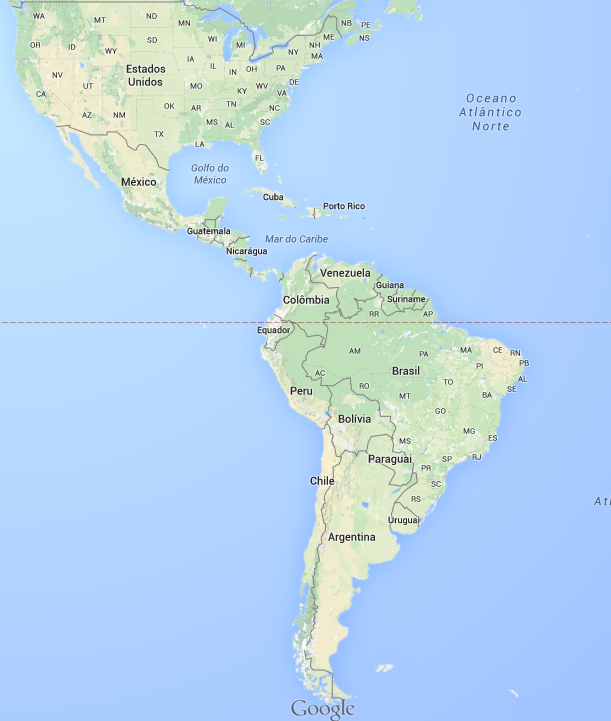 WA
MT
ND
MN
NB
PE
NS
ME
OR
ID
WY
SD
WI
MI
NY
NH
MA
Estados
Unidos
IA
IL
IN
OH
PA
NV
UT
DE
CA
MO
KY
WV
VA
AZ
NM
OK
AR
TN
NC
MS
AL
SC
TX
LA
FL
Oceano
Atlântico
Norte
Golfo do
México
México
Cuba
Porto Rico
Guatemala
Mar do Caribe
Nicarágua
Venezuela
Guiana
Colômbia
Suriname
RR
AP
Equador
AM
PA
MA
CE
RN
PB
PI
AC
Brasil
TO
AL
SE
RO
MT
BA
Peru
GO
Bolívia
MG
ES
MS
Paraguai
SP
RJ
PR
Chile
SC
RS
Atl
Uruguai
Argentina
Google